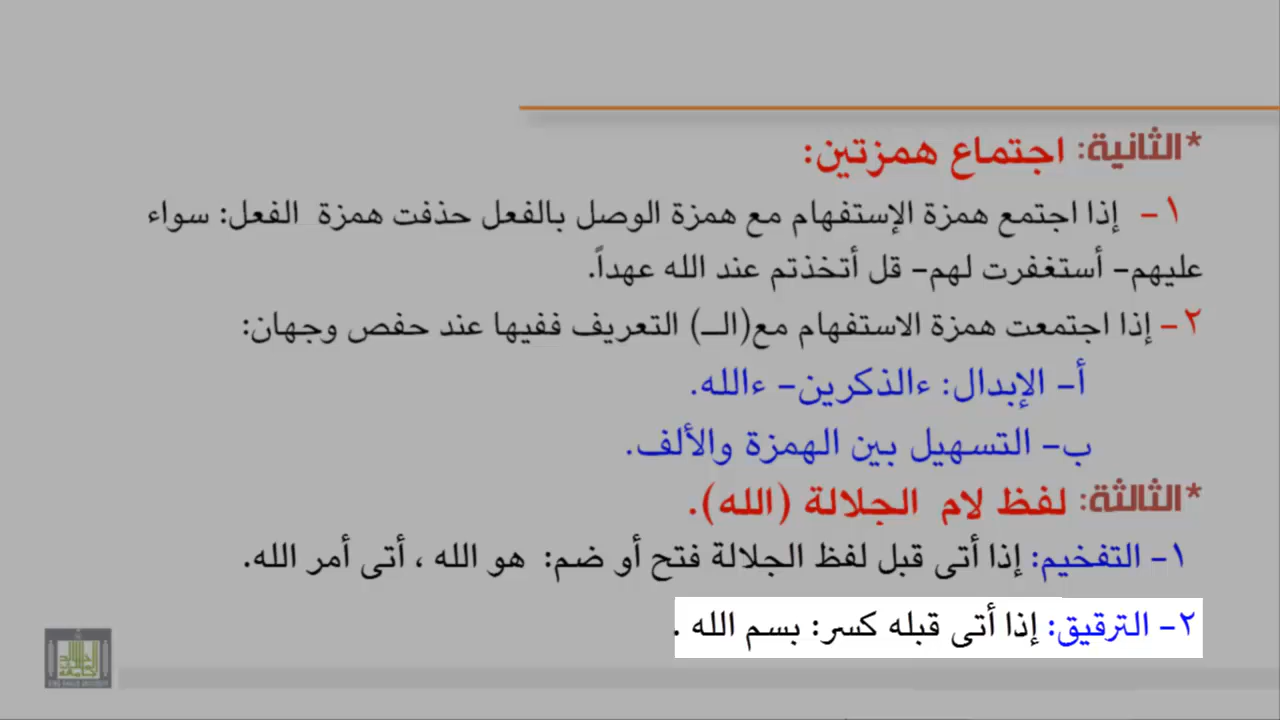 *الثانية: اجتماع همزتين:
١- إذا اجتمع همزة الإستفهام مع همزة الوصل بالفعل حذفت همزة الفعل: سواء
عليهم- أستغفرت لهم- قل أتخذتم عند الله عهداً.
٢- إذا اجتمعت همزة الاستفهام مع(الـ) التعريف ففيها عند حفص وجهان:
أ- الإبدال: ءالذكرين- ءالله.
ب- التسهيل بين الهمزة والألف.
*الثالثة: لفظ لام الجلالة (الله).
١- التفخيم: إذا أتى قبل لفظ الجلالة فتح أو ضم: هو الله ، أتى أمر الله.
٢- الترقيق: إذا أتى قبله كسر: بسم الله .